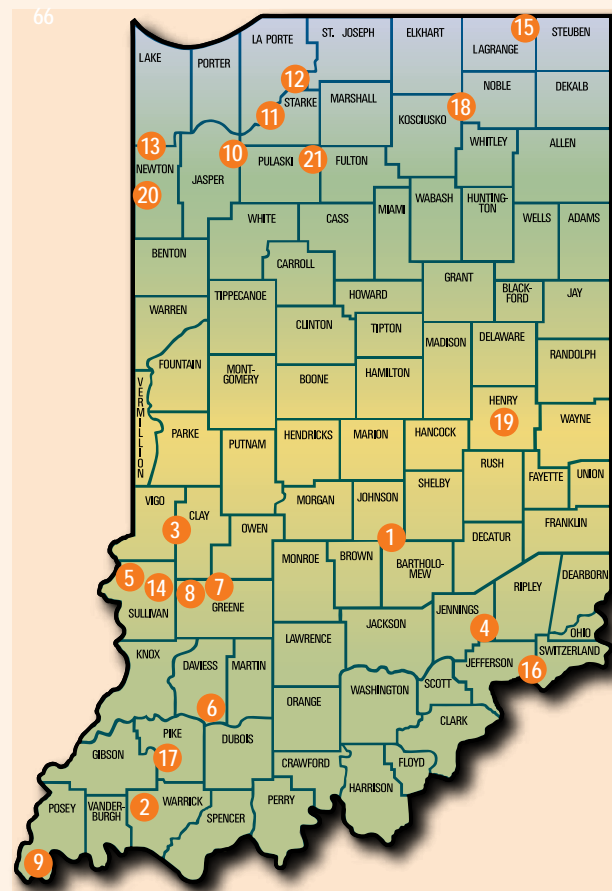 66
LAKE
PORTER
LA PORTE
ST. JOSEPH
ELKHART
LAGRANGE
15
STEUBEN
12
STARKE
11
MARSHALL
KOSCIUSKO
18
NOBLE
DEKALB
13
NEWTON
20
JASPER
10
PULASKI
21
FULTON
WHITLEY
ALLEN
WHITE
CASS
MIAMI
WABASH
HUNTING-
TON
WELLS
ADAMS
BENTON
CARROLL
GRANT
BLACK-
FORD
JAY
WARREN
TIPPECANOE
HOWARD
CLINTON
TIPTON
MADISON
DELAWARE
RANDOLPH
FOUNTAIN
MONT-
GOMERY
BOONE
HAMILTON
HENRY
19
WAYNE
VERMILLION
PARKE
PUTNAM
HENDRICKS
MARION
HANCOCK
RUSH
FAYETTE
UNION
VIGO
3
CLAY
OWEN
MORGAN
JOHNSON
SHELBY
1
DECATUR
FRANKLIN
5
14
SULLIVAN
8
7
GREENE
MONROE
BROWN
BARTHOLO-
MEW
JENNINGS
4
RIPLEY
DEARBORN
OHIO
SWITZERLAND
16
JEFFERSON
KNOX
DAVIESS
6
MARTIN
LAWRENCE
JACKSON
WASHINGTON
SCOTT
CLARK
ORANGE
GIBSON
PIKE
17
DUBOIS
CRAWFORD
HARRISON
FLOYD
POSEY
9
VANDER-
BURGH
2
WARRICK
SPENCER
PERRY